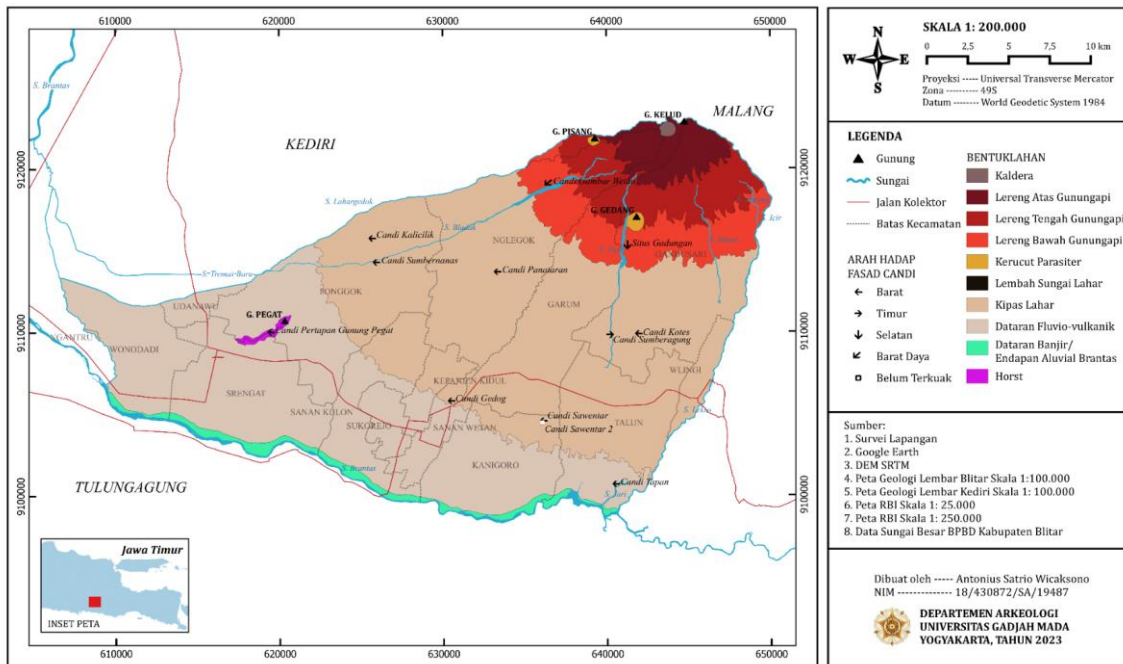 610000 620000 630000 640000 650000
SKALA 1: 200.000
N
W E
S
0 2,5 5 7,5 10 km
Proyeksi ----- Universal Transverse Mercator
Zona ---------- 49S
Datum -------- World Geodetic System 1984
LEGENDA
Gunung
Sungai
Jalan Kolektor
Batas Kecamatan
ARAH HADAP
FASAD CANDI
Barat
Timur
Selatan
Barat Daya
Belum Terkuak
BENTUKLAHAN
Kaldera
Lereng Atas Gunungapi
Lereng Tengah Gunungapi
Lereng Bawah Gunungapi
Kerucut Parasiter
Lembah Sungai Lahar
Kipas Lahar
Dataran Fluvio-vulkanik
Dataran Banjir/
Endapan Aluvial Brantas
Horst
Sumber:
1. Survei Lapangan
2. Google Earth
3. DEM SRTM
4. Peta Geologi Lembar Blitar Skala 1:100.000
5. Peta Geologi Lembar Kediri Skala 1: 100.000
6. Peta RBI Skala 1: 25.000
7. Peta RBI Skala 1: 250.000
8. Data Sungai Besar BPBD Kabupaten Blitar
Dibuat oleh ----- Antonius Satrio Wicaksono
NIM -------------- 18/430872/SA/19487
DEPARTEMEN ARKEOLOGI
UNIVERSITAS GADJAH MADA
YOGYAKARTA, TAHUN 2023
9120000
9110000
9100000
9120000
9110000
9100000
S. Brantas
KEDIRI
MALANG
G. KELUD
G. PISANG
G. GEDANG
Situs Gadungan
S. Lahargodok
S. Bladak
Candi Kalicilik
Candi Sumbernanas
NGLEGOK
Candi Panataran
GANDUSARI
S. Icir
PONGGOK
GARUM
UDANAWU
G. PEGAT
Candi Pertapan Gunung Pegat
WONODADI
Candi Kotes
Candi Sumberagung
WLINGI
SRENGAT
KEPANJEN KIDUL
Candi Gedog
SANAN KULON
SUKOREJO
SANAN WETAN
Candi Sawentar
Candi Sawentar 2
TALUN
KANIGORO
S. Brantas
Candi Tapan
S. Jari
TULUNGAGUNG
Jawa Timur
INSET PETA
610000 620000 630000 640000 650000